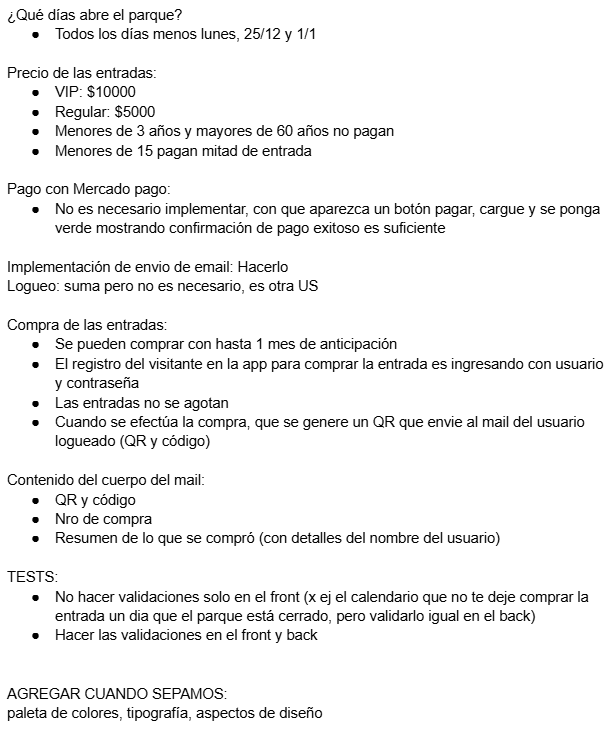 ¿Qué días abre el parque?
● Todos los días menos lunes, 25/12 y 1/1
Precio de las entradas:
● VIP: $10000
● Regular: $5000
● Menores de 3 años y mayores de 60 años no pagan
● Menores de 15 pagan mitad de entrada
Pago con Mercado pago:
● No es necesario implementar, con que aparezca un botón pagar, cargue y se ponga
verde mostrando confirmación de pago exitoso es suficiente
Implementación de envio de email: Hacerlo
Logueo: suma pero no es necesario, es otra US
Compra de las entradas:
● Se pueden comprar con hasta 1 mes de anticipación
● El registro del visitante en la app para comprar la entrada es ingresando con usuario
y contraseña
● Las entradas no se agotan
● Cuando se efectúa la compra, que se genere un QR que envie al mail del usuario
logueado (QR y código)
Contenido del cuerpo del mail:
● QR y código
● Nro de compra
● Resumen de lo que se compró (con detalles del nombre del usuario)
TESTS:
● No hacer validaciones solo en el front (x ej el calendario que no te deje comprar la
entrada un dia que el parque está cerrado, pero validarlo igual en el back)
● Hacer las validaciones en el front y back
AGREGAR CUANDO SEPAMOS:
paleta de colores, tipografía, aspectos de diseño